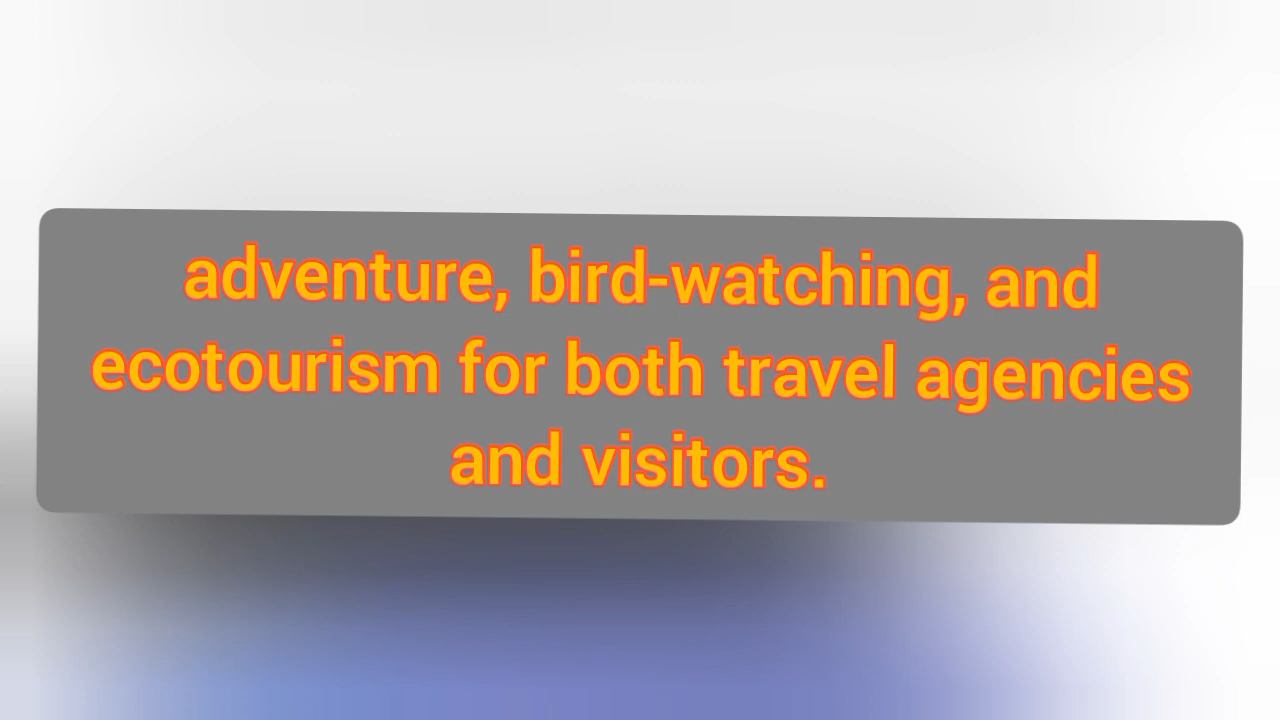 adventure, bird-watching, and
ecotourism for both travel agencies
and visitors.